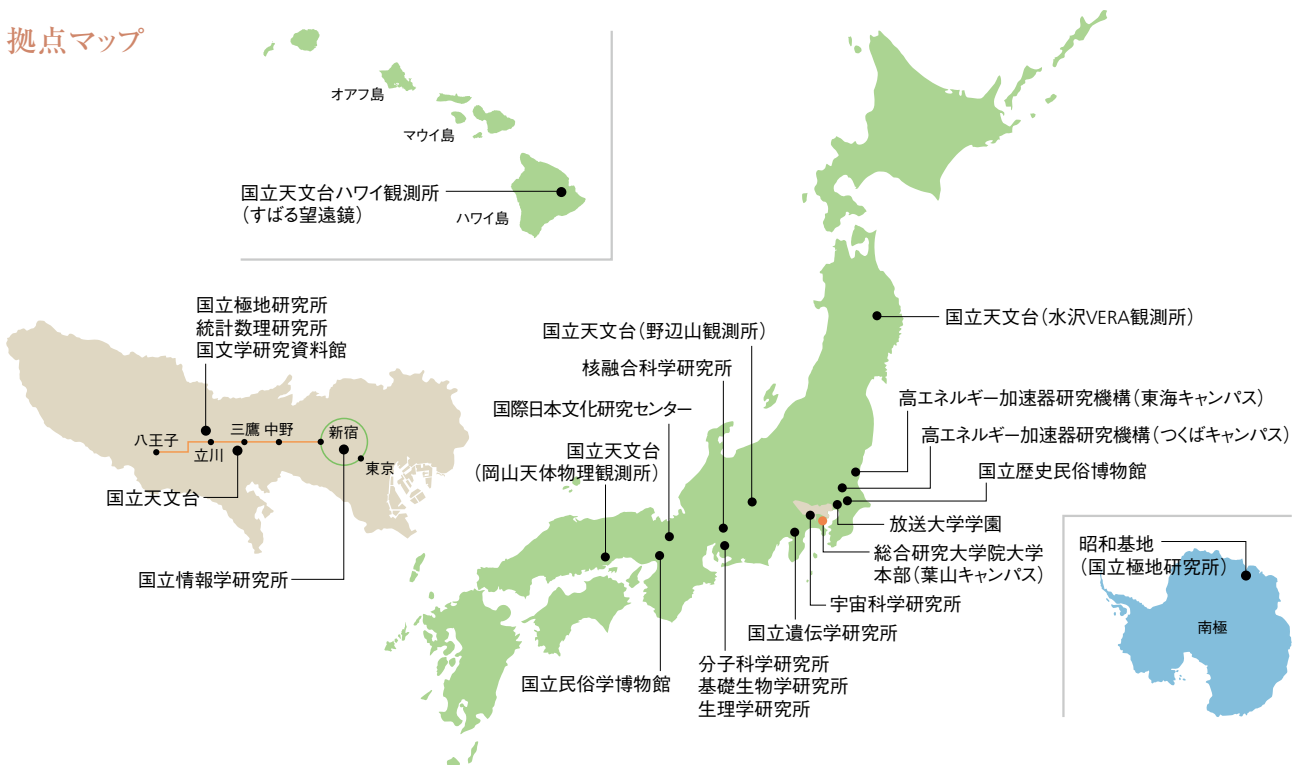 拠点マップ
オアフ島
マウイ島
国立天文台ハワイ観測所
(すばる望遠鏡)
ハワイ島
国立極地研究所
統計数理研究所
国文学研究資料館
八王子
立川
三鷹
中野
新宿
東京
国立天文台
国立情報学研究所
国立天文台(水沢VERA観測所)
国立天文台(野辺山観測所)
核融合科学研究所
国際日本文化研究センター
国立天文台
(岡山天体物理観測所)
高エネルギー加速器研究機構(東海キャンパス)
高エネルギー加速器研究機構(つくばキャンパス)
国立歴史民俗博物館
放送大学学園
総合研究大学院大学
本部(葉山キャンパス)
宇宙科学研究所
国立遺伝学研究所
分子科学研究所
基礎生物学研究所
生理学研究所
国立民俗学博物館
昭和基地
(国立極地研究所)
南極